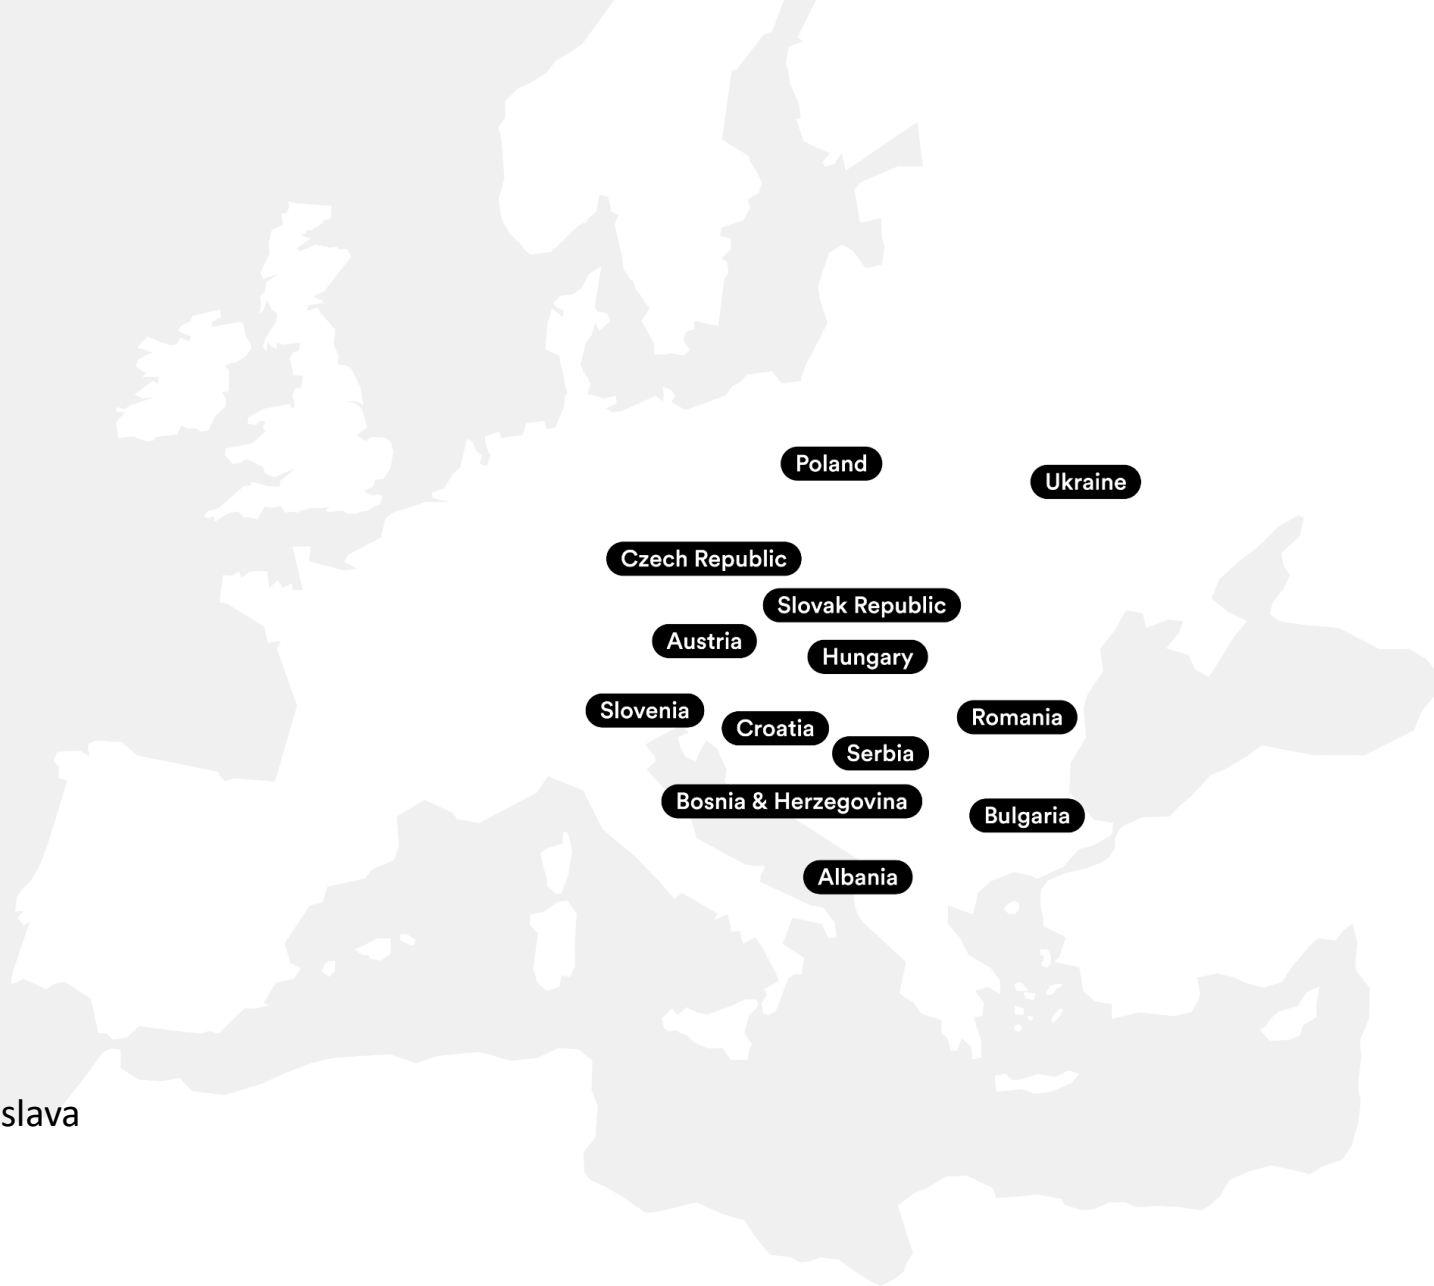 Poland
Ukraine
Czech Republic
Slovak Republic
Austria
Hungary
Slovenia
Romania
Croatia
Serbia
Bosnia & Herzegovina
Bulgaria
Albania
slava